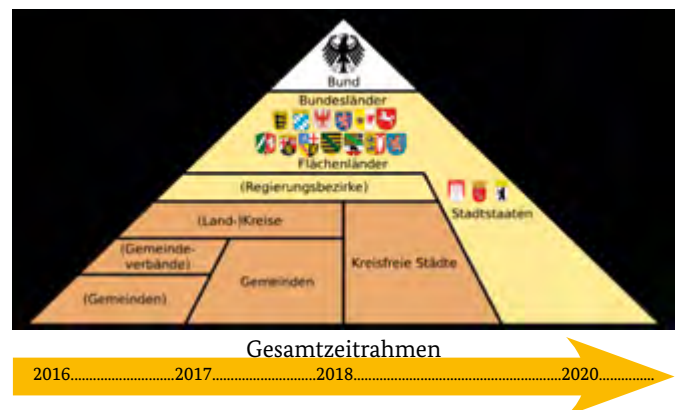 Bund
Bundesländer
Flächenländer
(Regierungsbezirke)
Stadtstaaten
(Land-)Kreise
(Gemeinde-
verbände)
Kreisfreie Städte
Gemeinden
(Gemeinden)
Gesamtzeitrahmen
2016............................2017............................2018........................................................2020...............